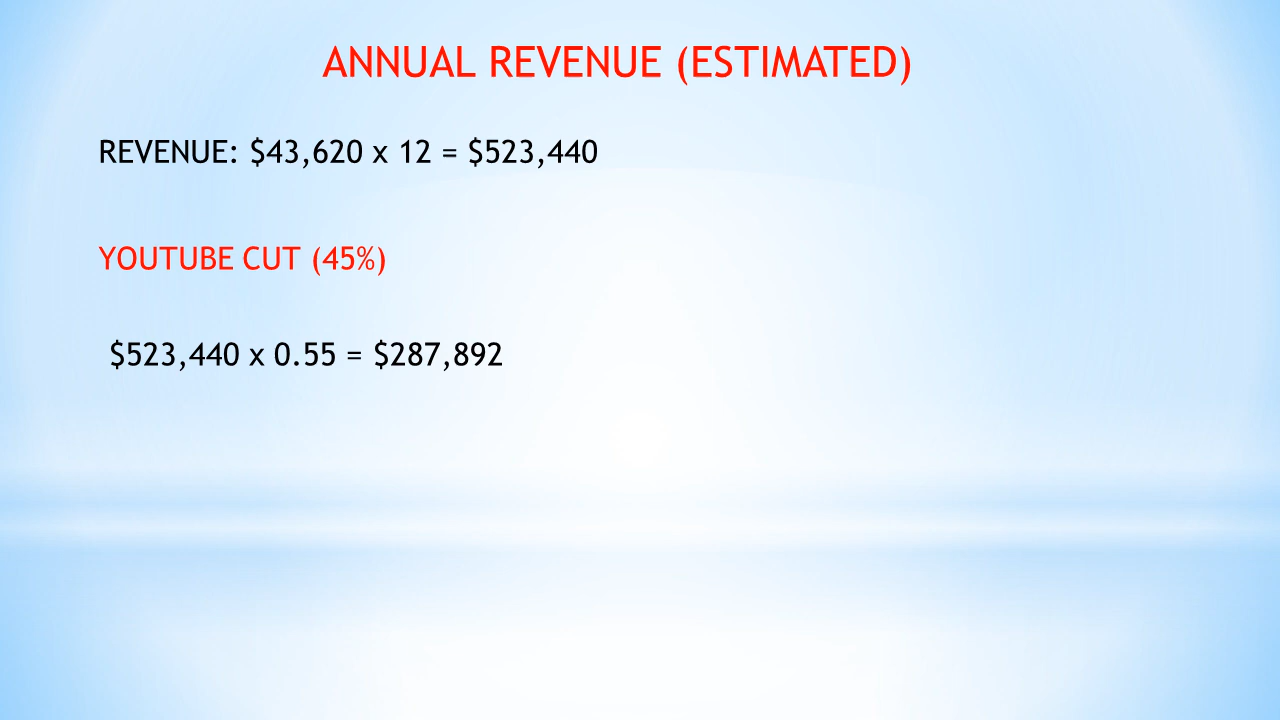 ANNUAL REVENUE (ESTIMATED)
REVENUE: $43,620 x 12 = $523,440
YOUTUBE CUT (45%)
$523,440 x 0.55 = $287,892